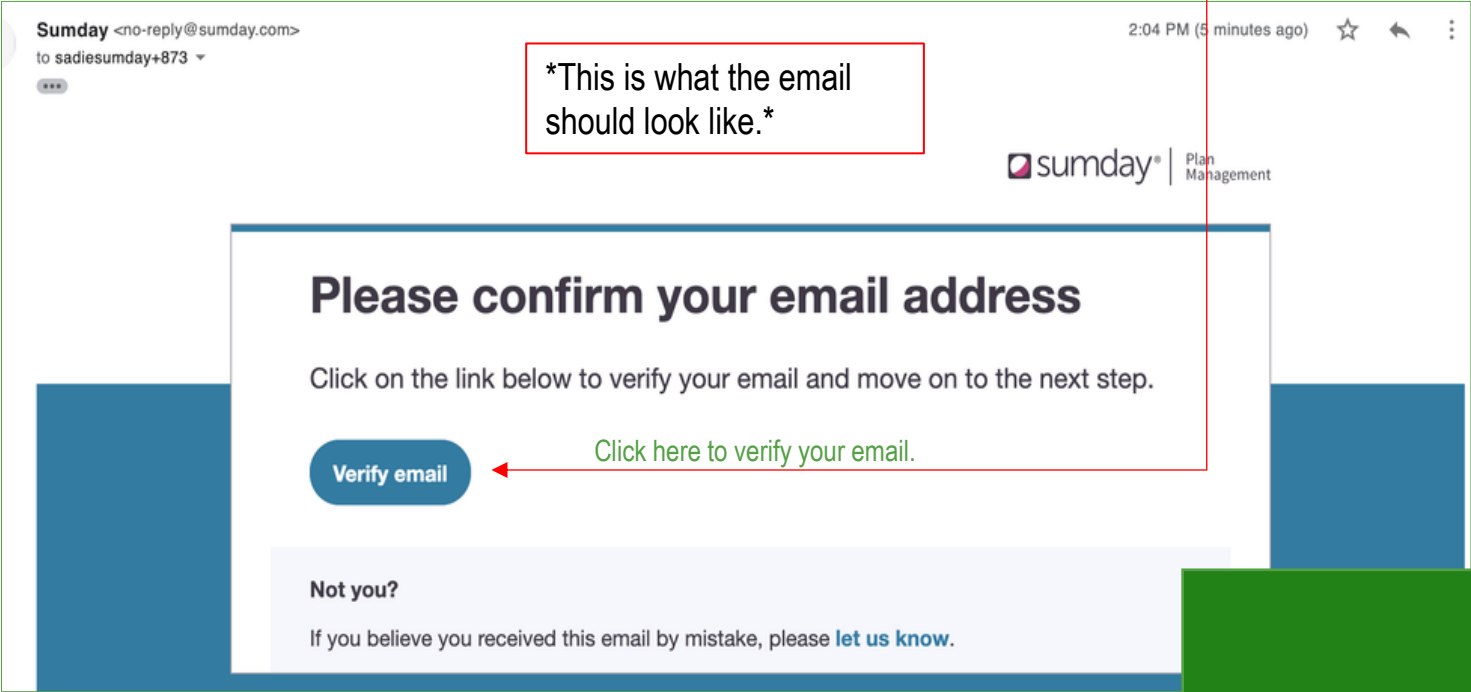 Sumday <no-reply@sumday.com>
2:04 PM (5 minutes ago)
to sadiesumday+873
*This is what the email
should look like.*
sumday® | Plan
Management
Please confirm your email address
Click on the link below to verify your email and move on to the next step.
Click here to verify your email.
Verify email
Not you?
If you believe you received this email by mistake, please let us know.